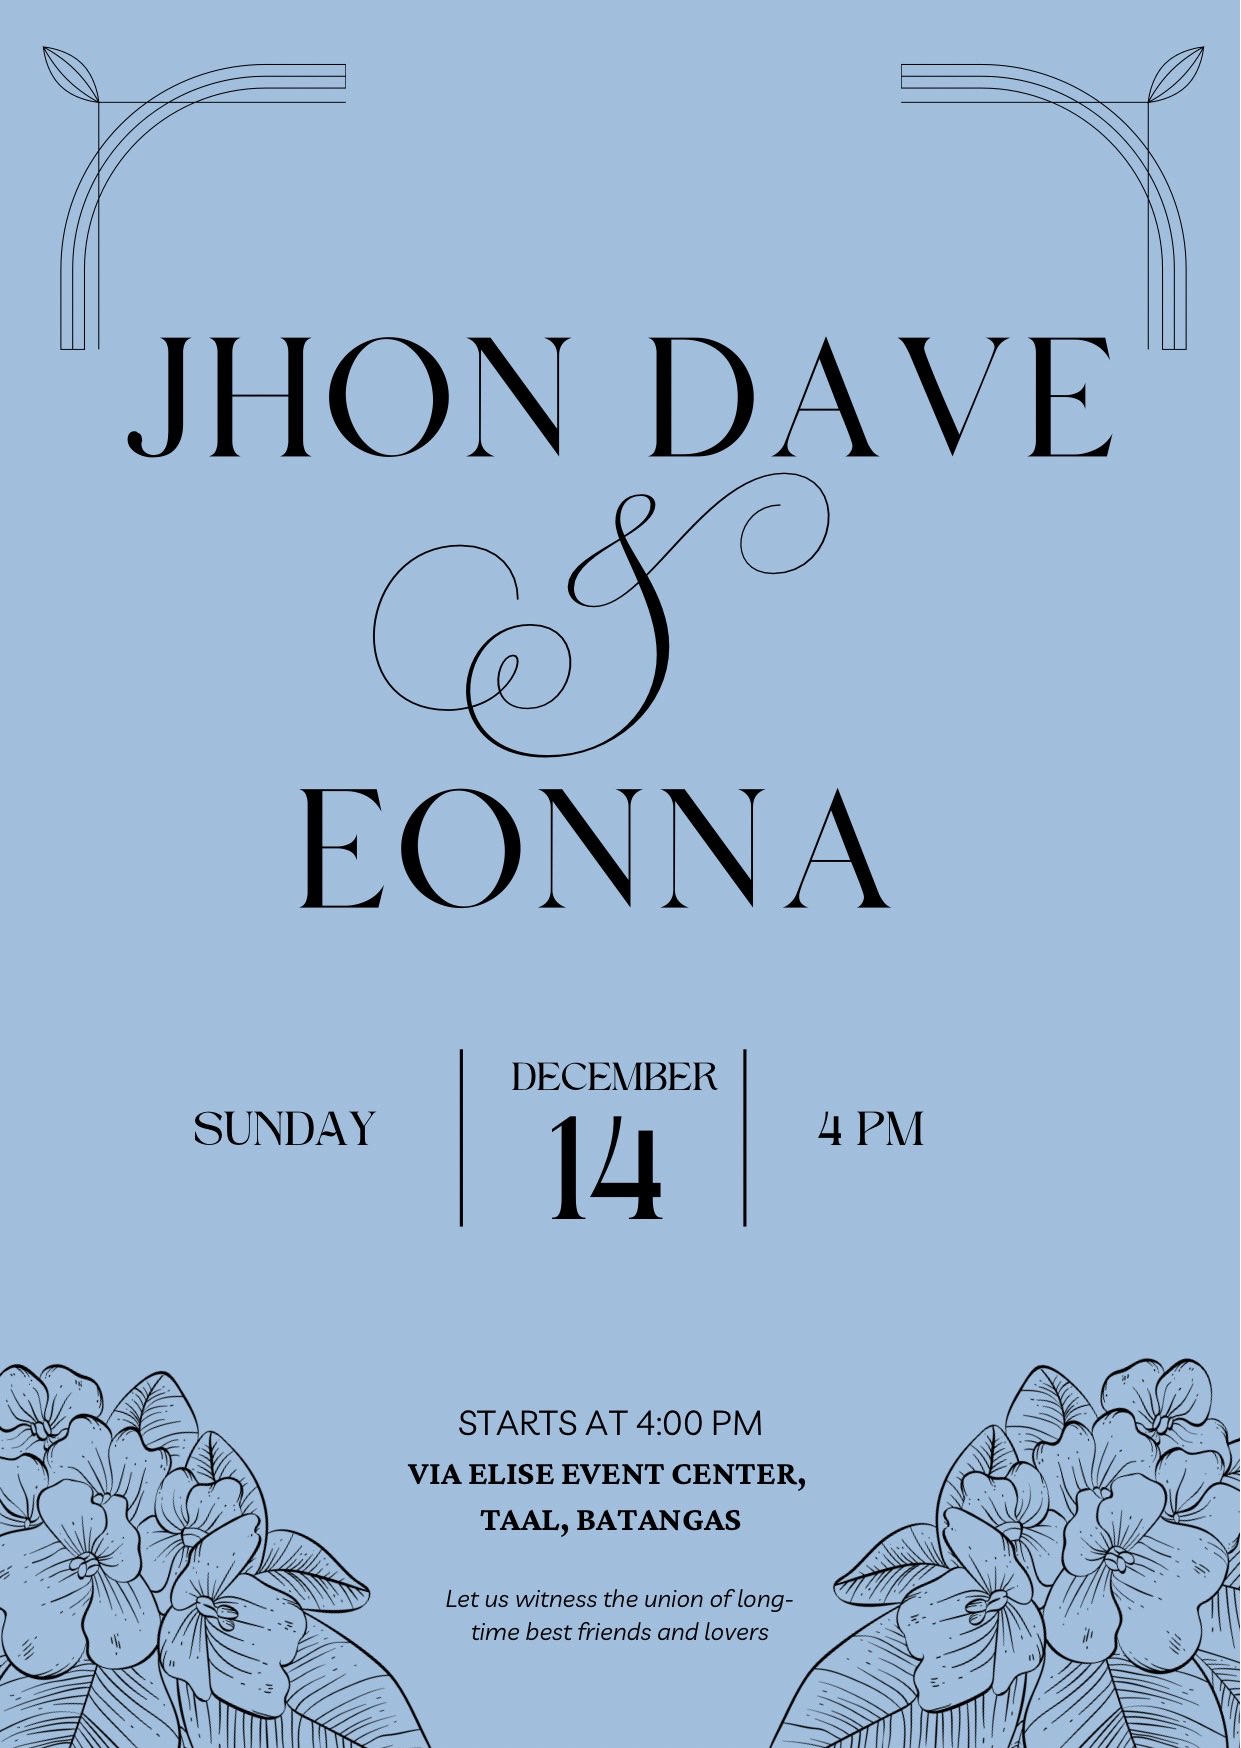 JHON DAVE
&
EONNA
SUNDAY
DECEMBER
14
4 PM
STARTS AT 4:00 PM
VIA ELISE EVENT CENTER,
TAAL, BATANGAS
Let us witness the union of long-
time best friends and lovers